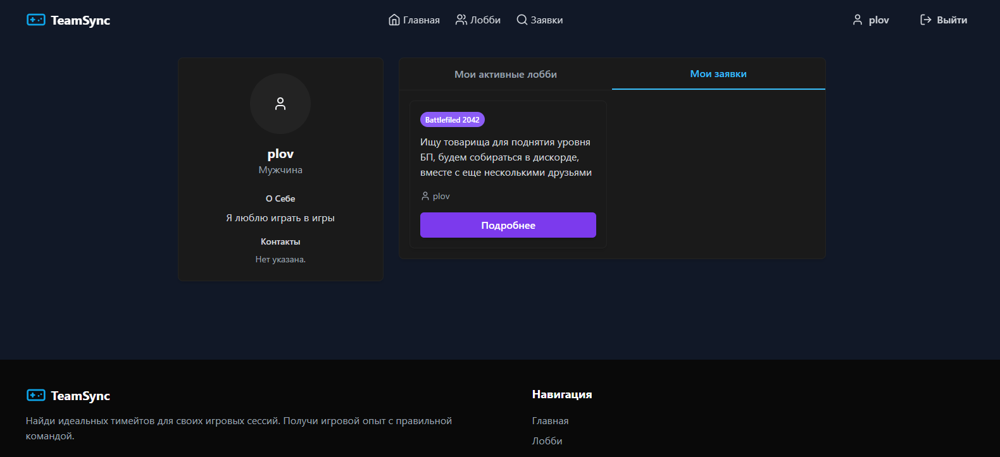 TeamSync
Главная
Лобби
Заявки
plov
Выйти
plov
Мужчина
О Себе
Я люблю играть в игры
Контакты
Нет указана.
Мои активные лобби
Мои заявки
Battlefiled 2042
Ищу товарища для поднятия уровня
БП, будем собираться в дискорде,
вместе с еще несколькими друзьями
plov
Подробнее
TeamSync
Найди идеальных тимейтов для своих игровых сессий. Получи игровой опыт с правильной
командой.
Навигация
Главная
Лобби